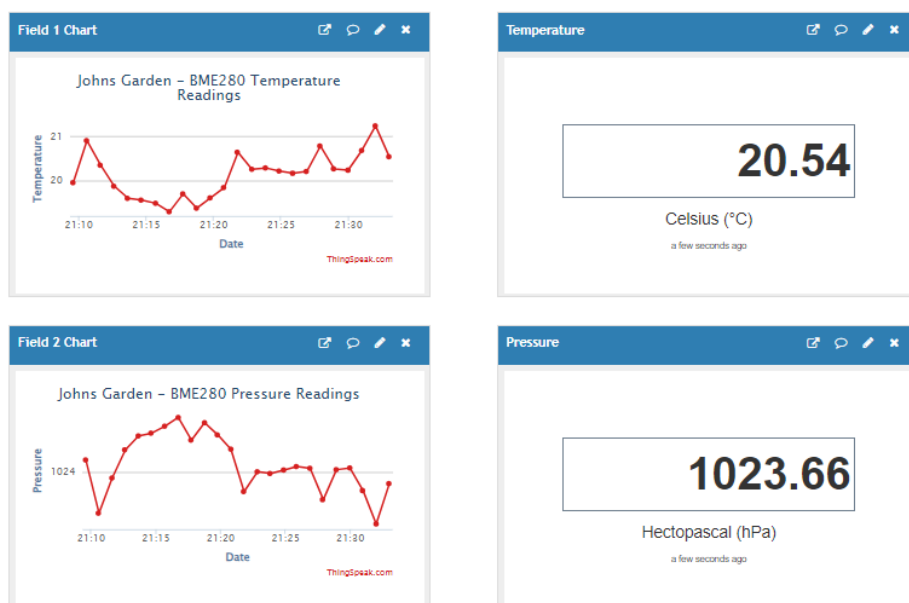 Field 1 Chart
Johns Garden – BME280 Temperature
Readings
Temperature
21
20
21:10 21:15 21:20 21:25 21:30
Date
ThingSpeak.com
Temperature
20.54
Celsius (°C)
a few seconds ago
Field 2 Chart
Johns Garden – BME280 Pressure Readings
Pressure
1024
21:10 21:15 21:20 21:25 21:30
Date
ThingSpeak.com
Pressure
1023.66
Hectopascal (hPa)
a few seconds ago